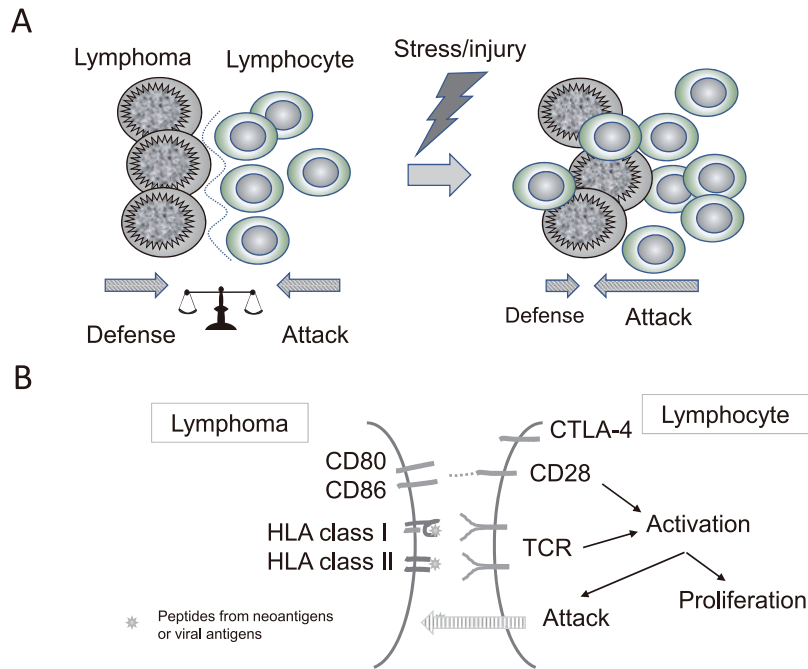 A
Lymphoma
Lymphocyte
Stress/injury
Defense
Attack
Defense
Attack
B
Lymphoma
Lymphocyte
CTLA-4
CD80
CD86
CD28
HLA class I
HLA class II
TCR
Activation
Proliferation
Attack
Peptides from neoantigens
or viral antigens